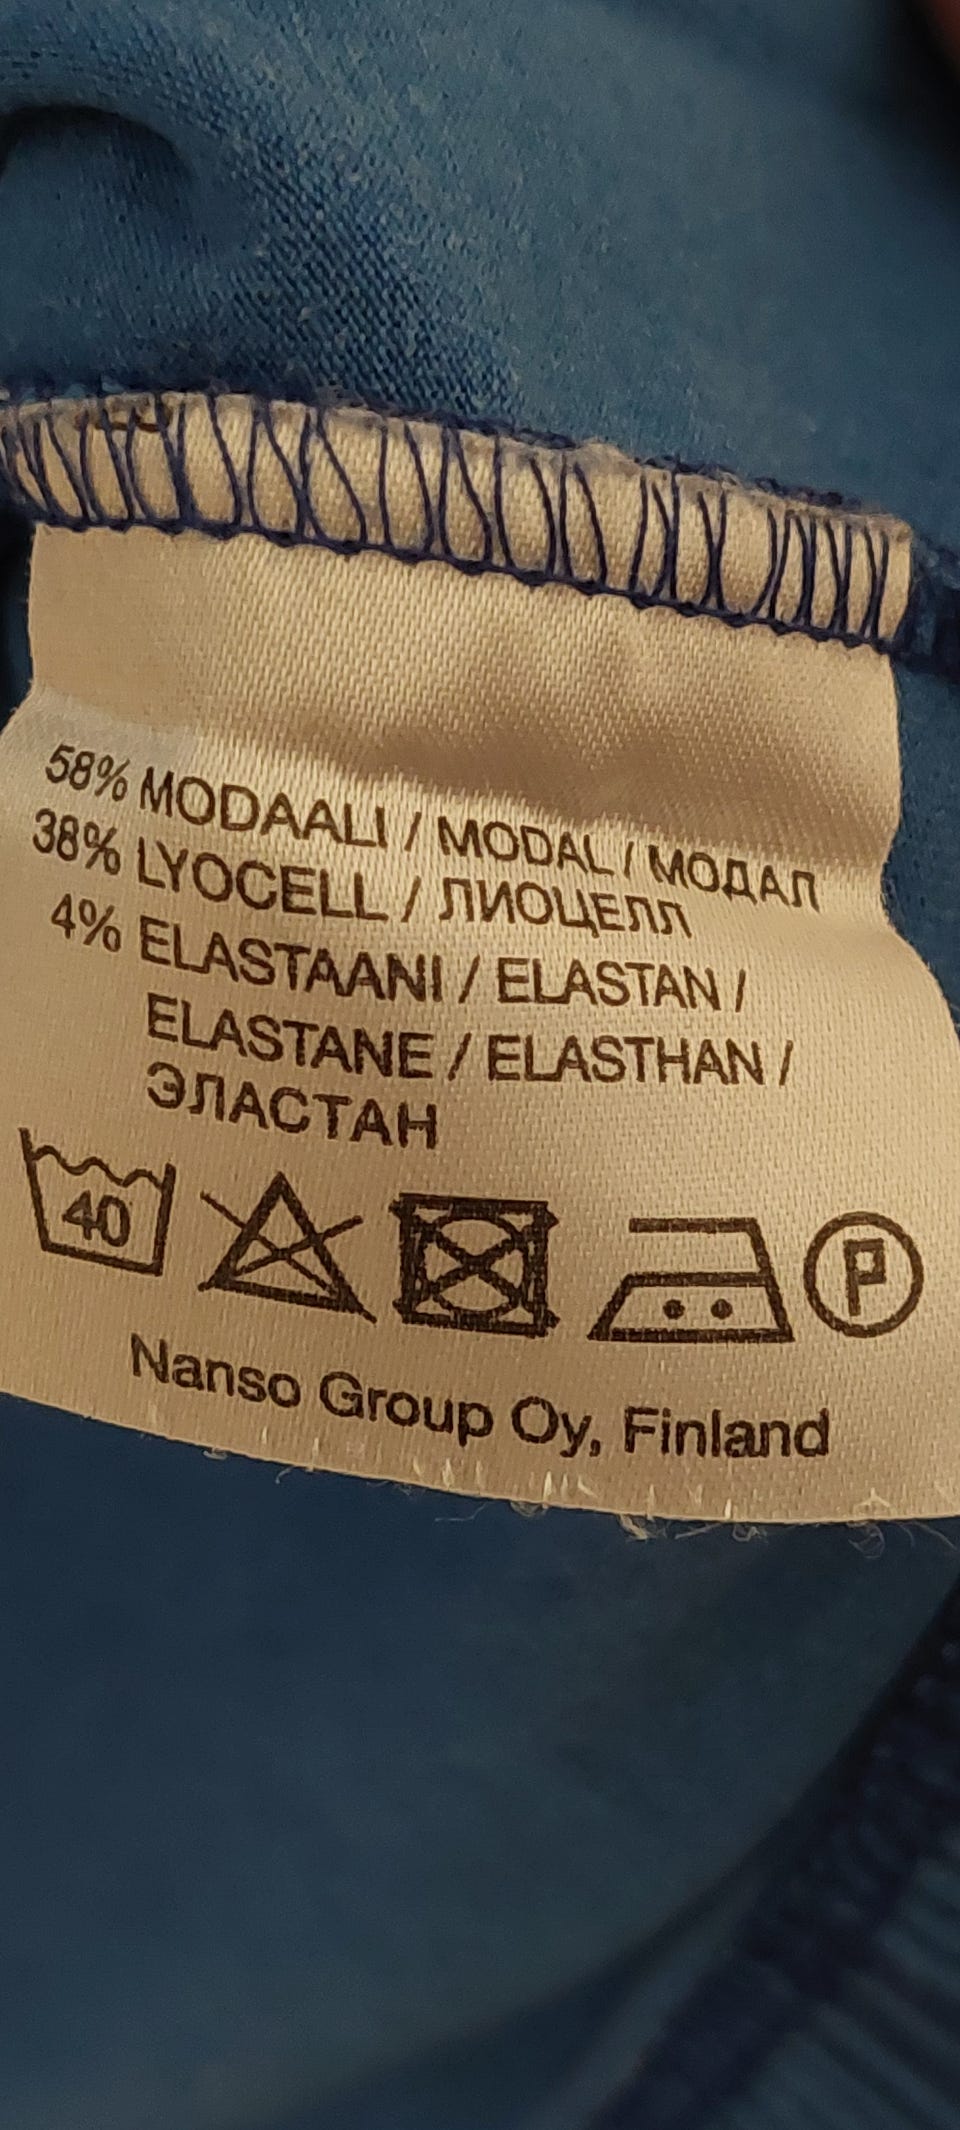 58% MODAALI / MODAL / МОДАЛ
38% LYOCELL / ЛИОЦЕЛЛ
4% ELASTAANI / ELASTAN /
ELASTANE / ELASTHAN /
ЭЛАСТАН
40 P
Nanso Group Oy, Finland